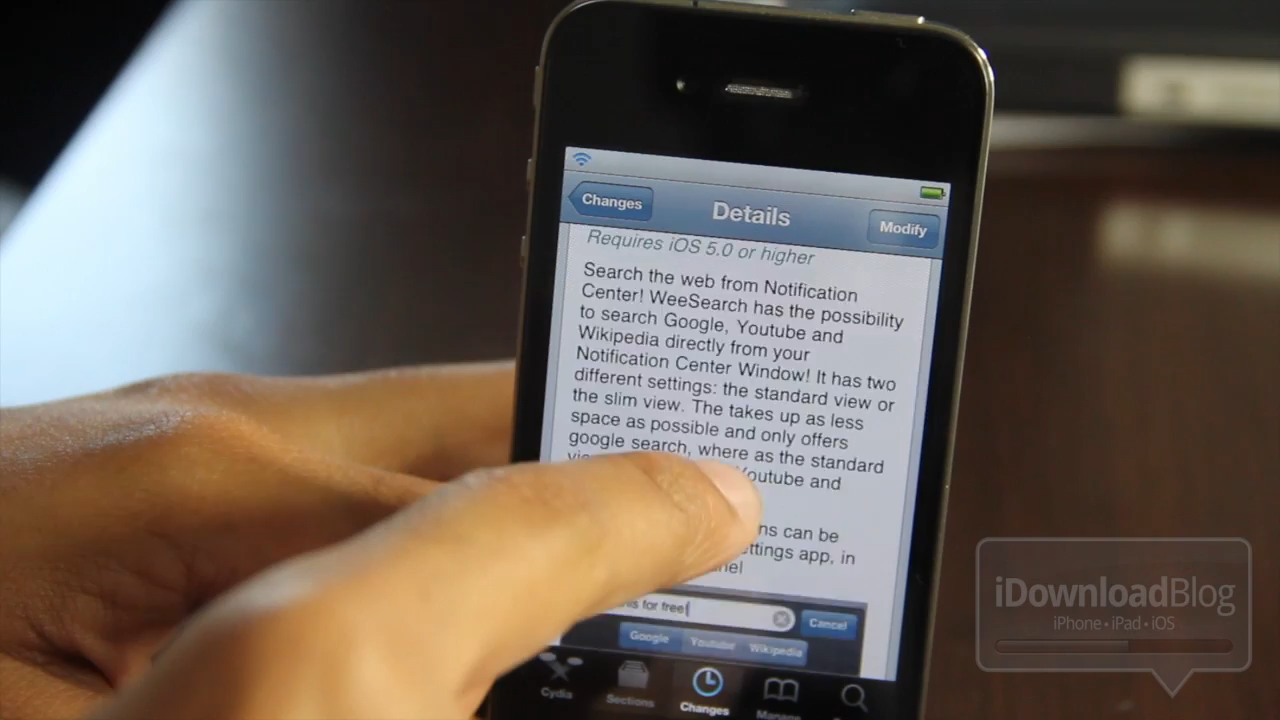 Changes
Details
Modify
Requires iOS 5.0 or higher
Search the web from Notification
Center! WeeSearch has the possibility
to search Google, Youtube and
Wikipedia directly from your
Notification Center Window! It has two
different settings: the standard view or
the slim view. The takes up as less
space as possible and only offers
google search, where as the standard
Youtube and
can be
app, in
for free!
Cancel
Google
Youtube
Wikipedia
Cydia
Sections
Changes
Manage
iDownloadBlog
iPhone • iPad • iOS